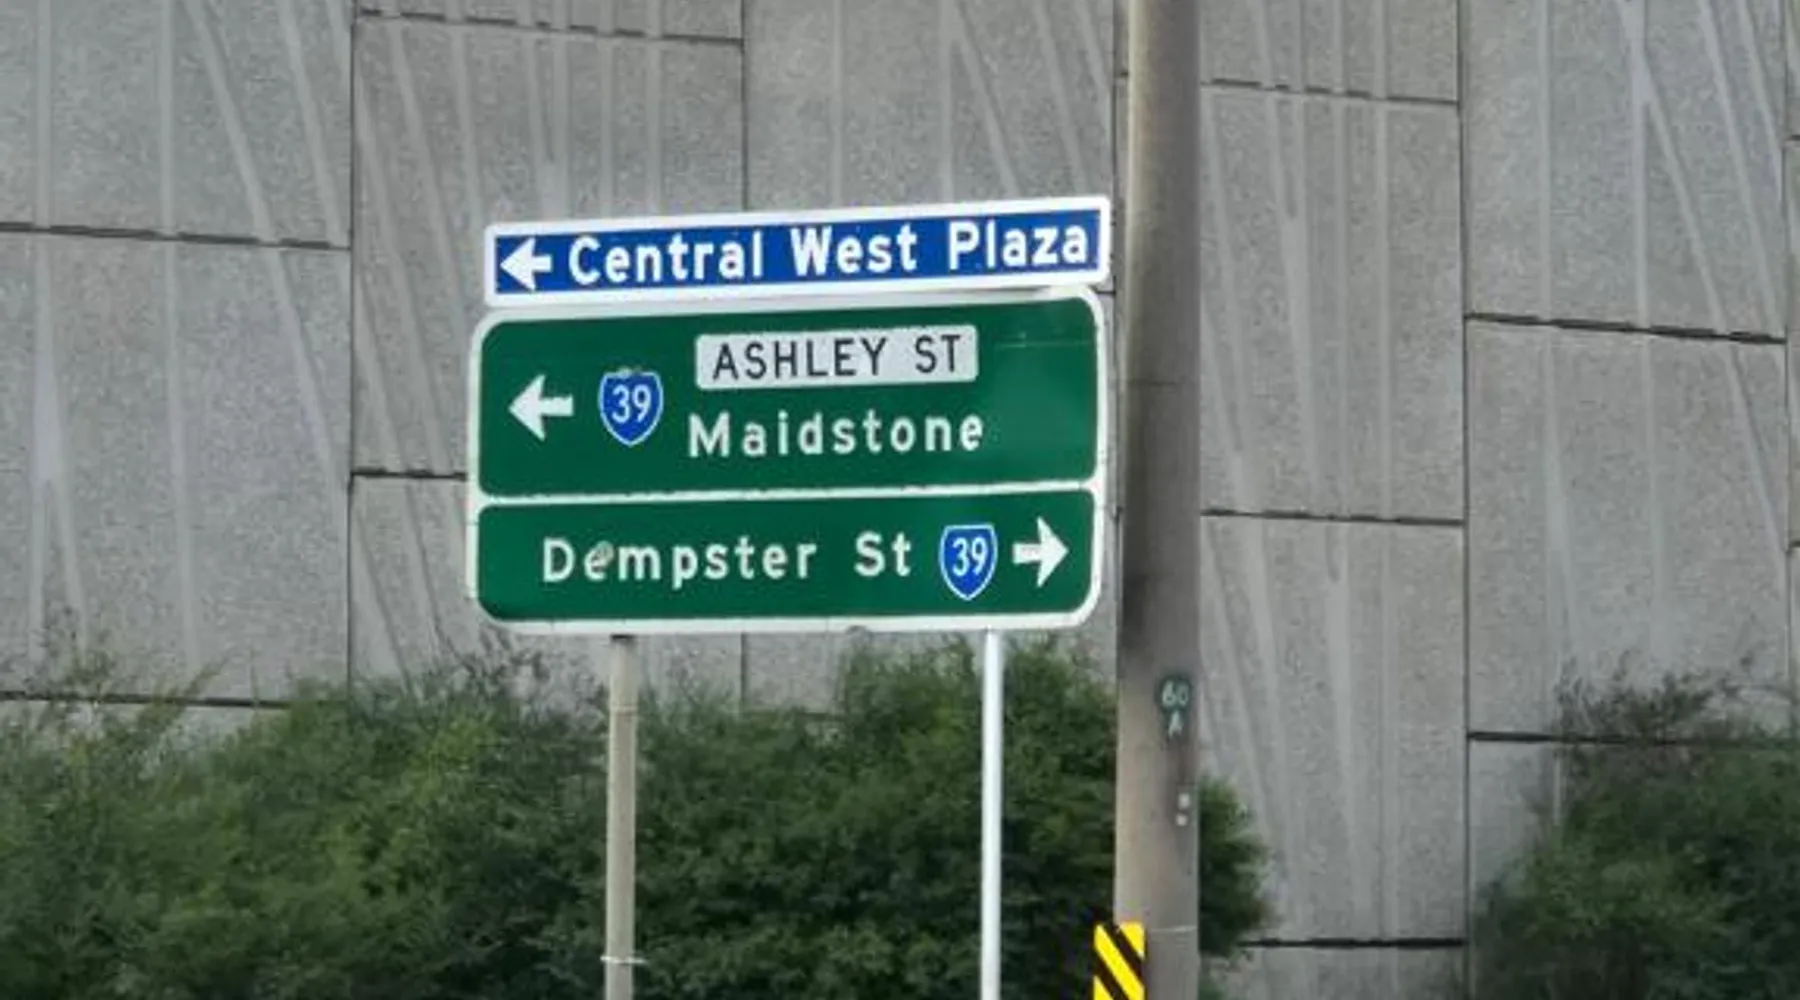 Central West Plaza
ASHLEY ST
39 Maidstone
Dempster St 39
60
A